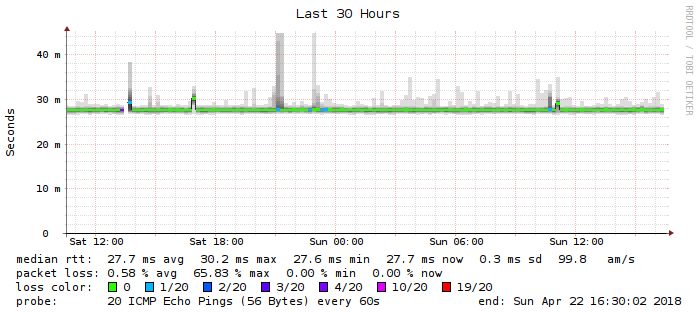 Last 30 Hours
RRDTOOL / TOBI OETIKER
Seconds
40 m
30 m
20 m
10 m
0
Sat 12:00 Sat 18:00 Sun 00:00 Sun 06:00 Sun 12:00
median rtt: 27.7 ms avg 30.2 ms max 27.6 ms min 27.7 ms now 0.3 ms sd 99.8 am/s
packet loss: 0.58 % avg 65.83 % max 0.00 % min 0.00 % now
loss color: 0 1/20 2/20 3/20 4/20 10/20 19/20
probe: 20 ICMP Echo Pings (56 Bytes) every 60s end: Sun Apr 22 16:30:02 2018